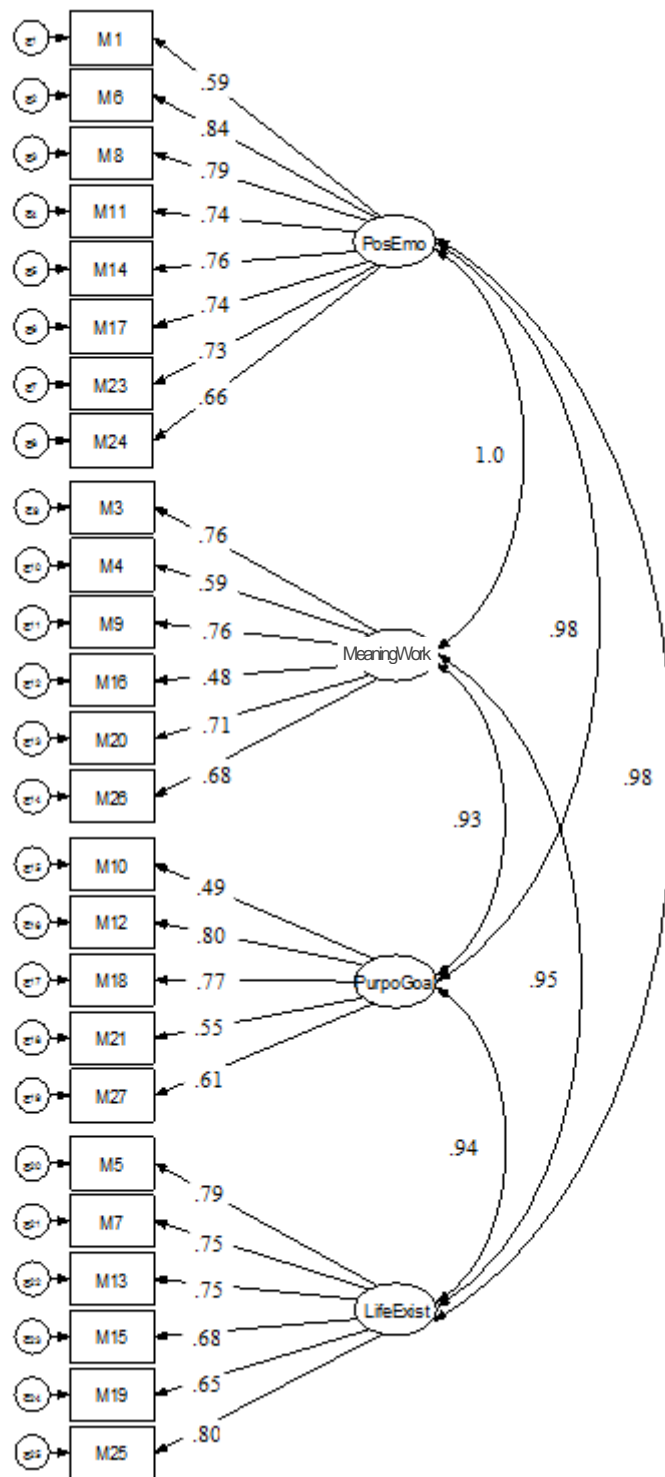 M1
.59
M6
.84
M8
.79
M11
.74
PosEmo
M14
.76
M17
.74
M23
.73
M24
.66
1.0
M3
.76
M4
.59
M9
.76
MeaningWork
.98
M16
.48
M20
.71
M26
.68
.98
.93
M10
.49
M12
.80
M18
.77
PurpoGoal
.95
M21
.55
M27
.61
.94
M5
.79
M7
.75
M13
.75
LifeExist
M15
.68
M19
.65
M25
.80